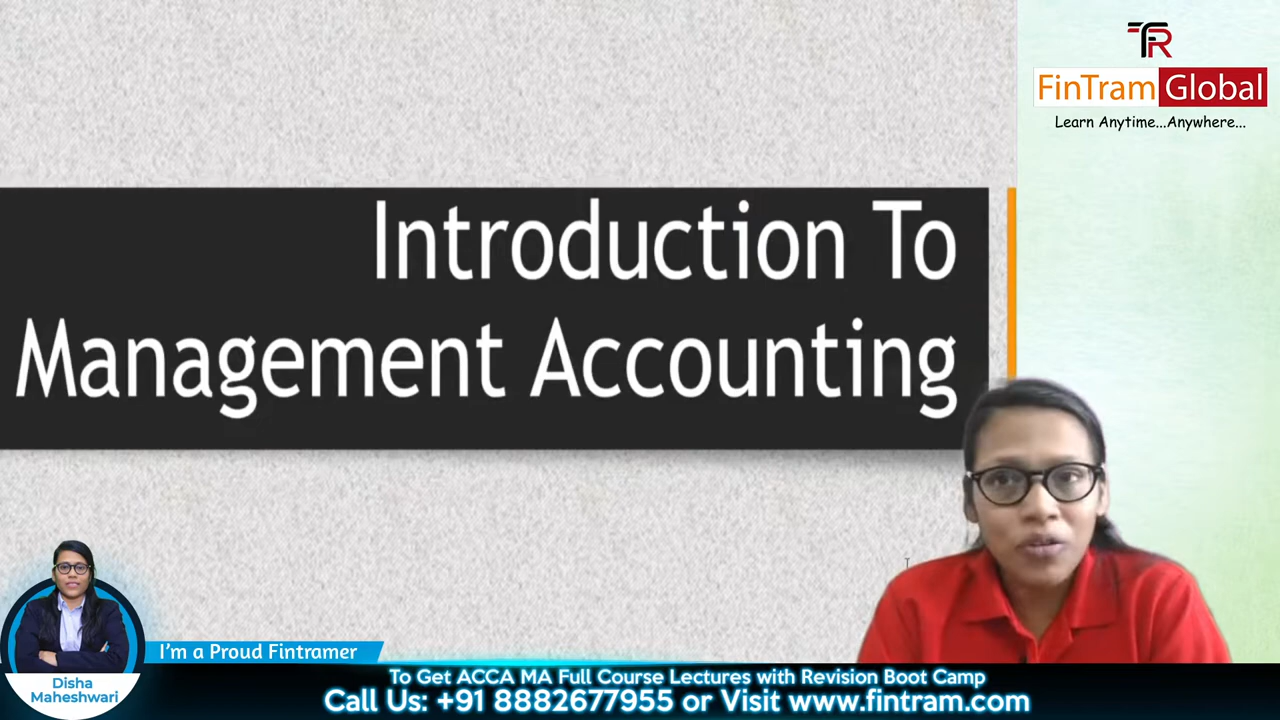 TFR
FinTram Global
Learn Anytime...Anywhere...
Introduction To
Management Accounting
I'm a Proud Fintramer
Disha
Maheshwari
To Get ACCA MA Full Course Lectures with Revision Boot Camp
Call Us: +91 8882677955 or Visit www.fintram.com